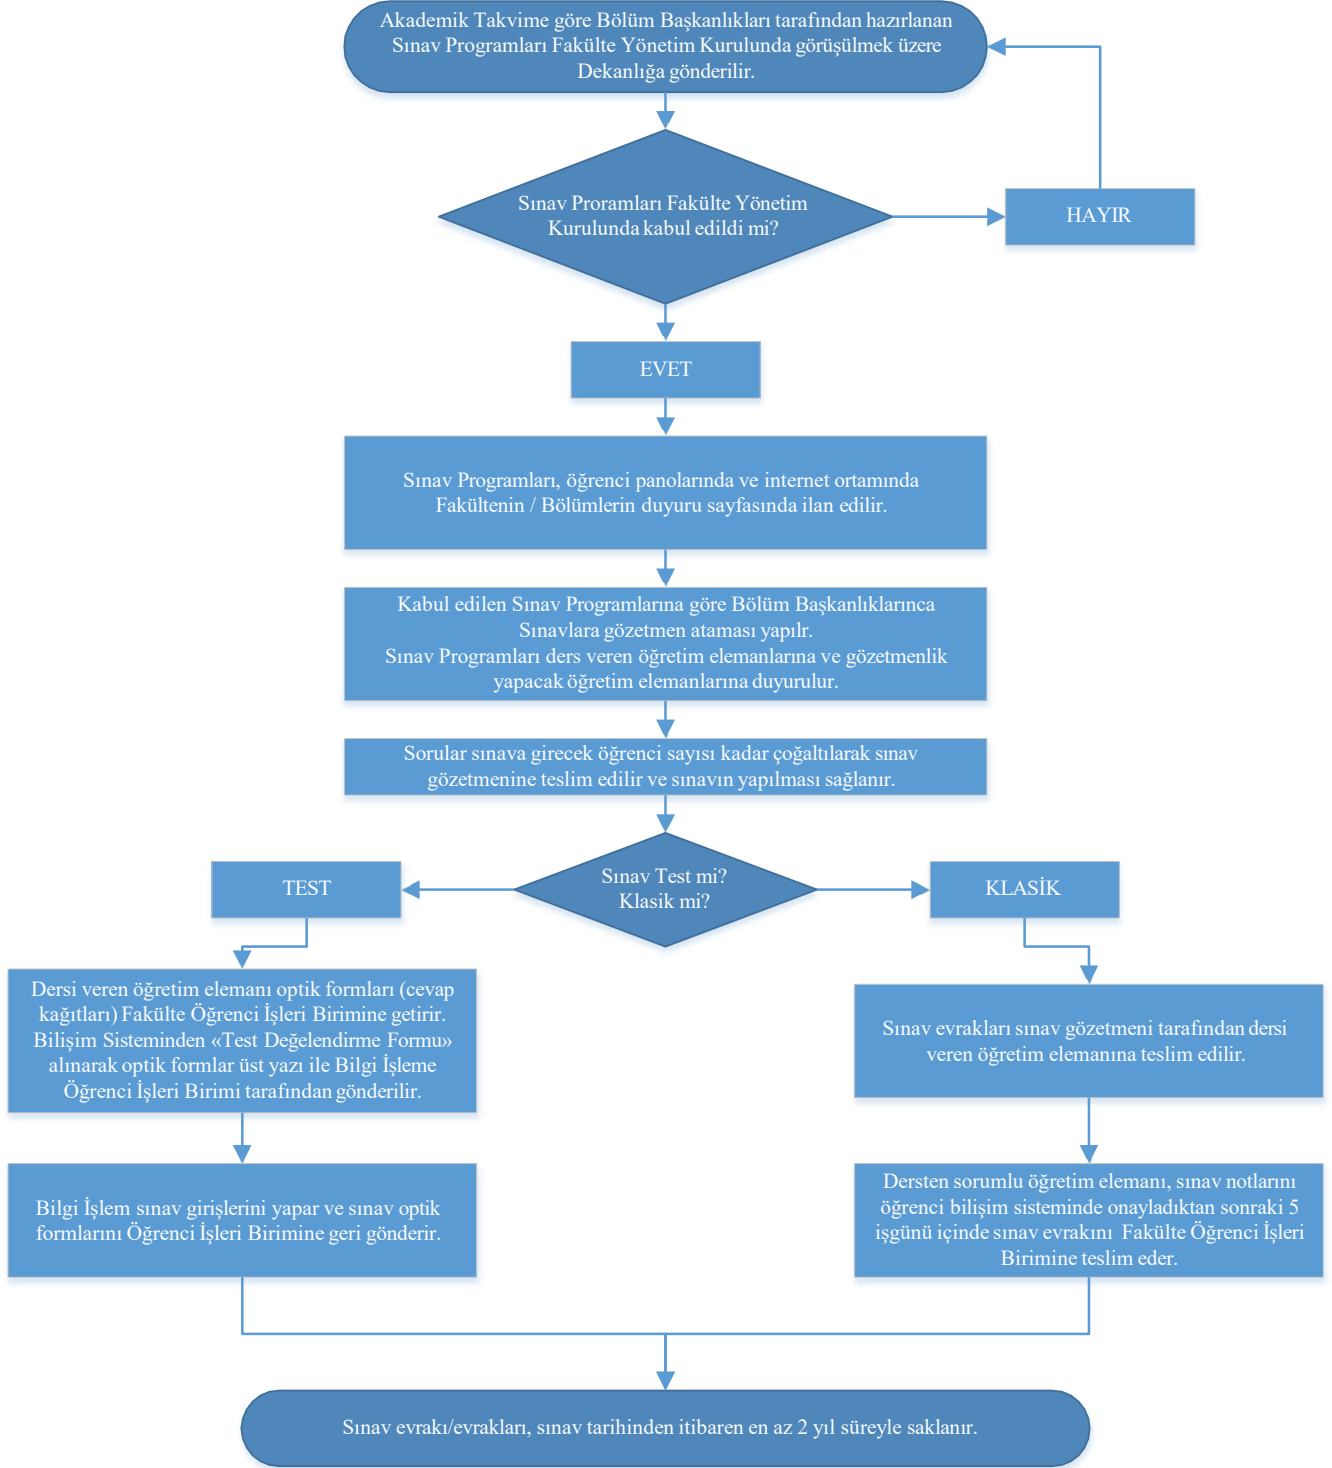 Akademik Takvime göre Bölüm Başkanlıkları tarafından hazırlanan
Sınav Programları Fakülte Yönetim Kurulunda görüşülmek üzere
Dekanlığa gönderilir.
Sınav Proramları Fakülte Yönetim
Kurulunda kabul edildi mi?
HAYIR
EVET
Sınav Programları, öğrenci panolarında ve internet ortamında
Fakültenin / Bölümlerin duyuru sayfasında ilan edilir.
Kabul edilen Sınav Programlarına göre Bölüm Başkanlıklarınca
Sınavlara gözetmen ataması yapılr.
Sınav Programları ders veren öğretim elemanlarına ve gözetmenlik
yapacak öğretim elemanlarına duyurulur.
Sorular sınava girecek öğrenci sayısı kadar çoğaltılarak sınav
gözetmenine teslim edilir ve sınavın yapılması sağlanır.
Sınav Test mi?
Klasik mi?
TEST
KLASİK
Dersi veren öğretim elemanı optik formları (cevap
kağıtları) Fakülte Öğrenci İşleri Birimine getirir.
Bilişim Sisteminden «Test Değelendirme Formu»
alınarak optik formlar üst yazı ile Bilgi İşleme
Öğrenci İşleri Birimi tarafından gönderilir.
Sınav evrakları sınav gözetmeni tarafından dersi
veren öğretim elemanına teslim edilir.
Bilgi İşlem sınav girişlerini yapar ve sınav optik
formlarını Öğrenci İşleri Birimine geri gönderir.
Dersten sorumlu öğretim elemanı, sınav notlarını
öğrenci bilişim sisteminde onayladıktan sonraki 5
işgünü içinde sınav evrakını Fakülte Öğrenci İşleri
Birimine teslim eder.
Sınav evrakı/evrakları, sınav tarihinden itibaren en az 2 yıl süreyle saklanır.